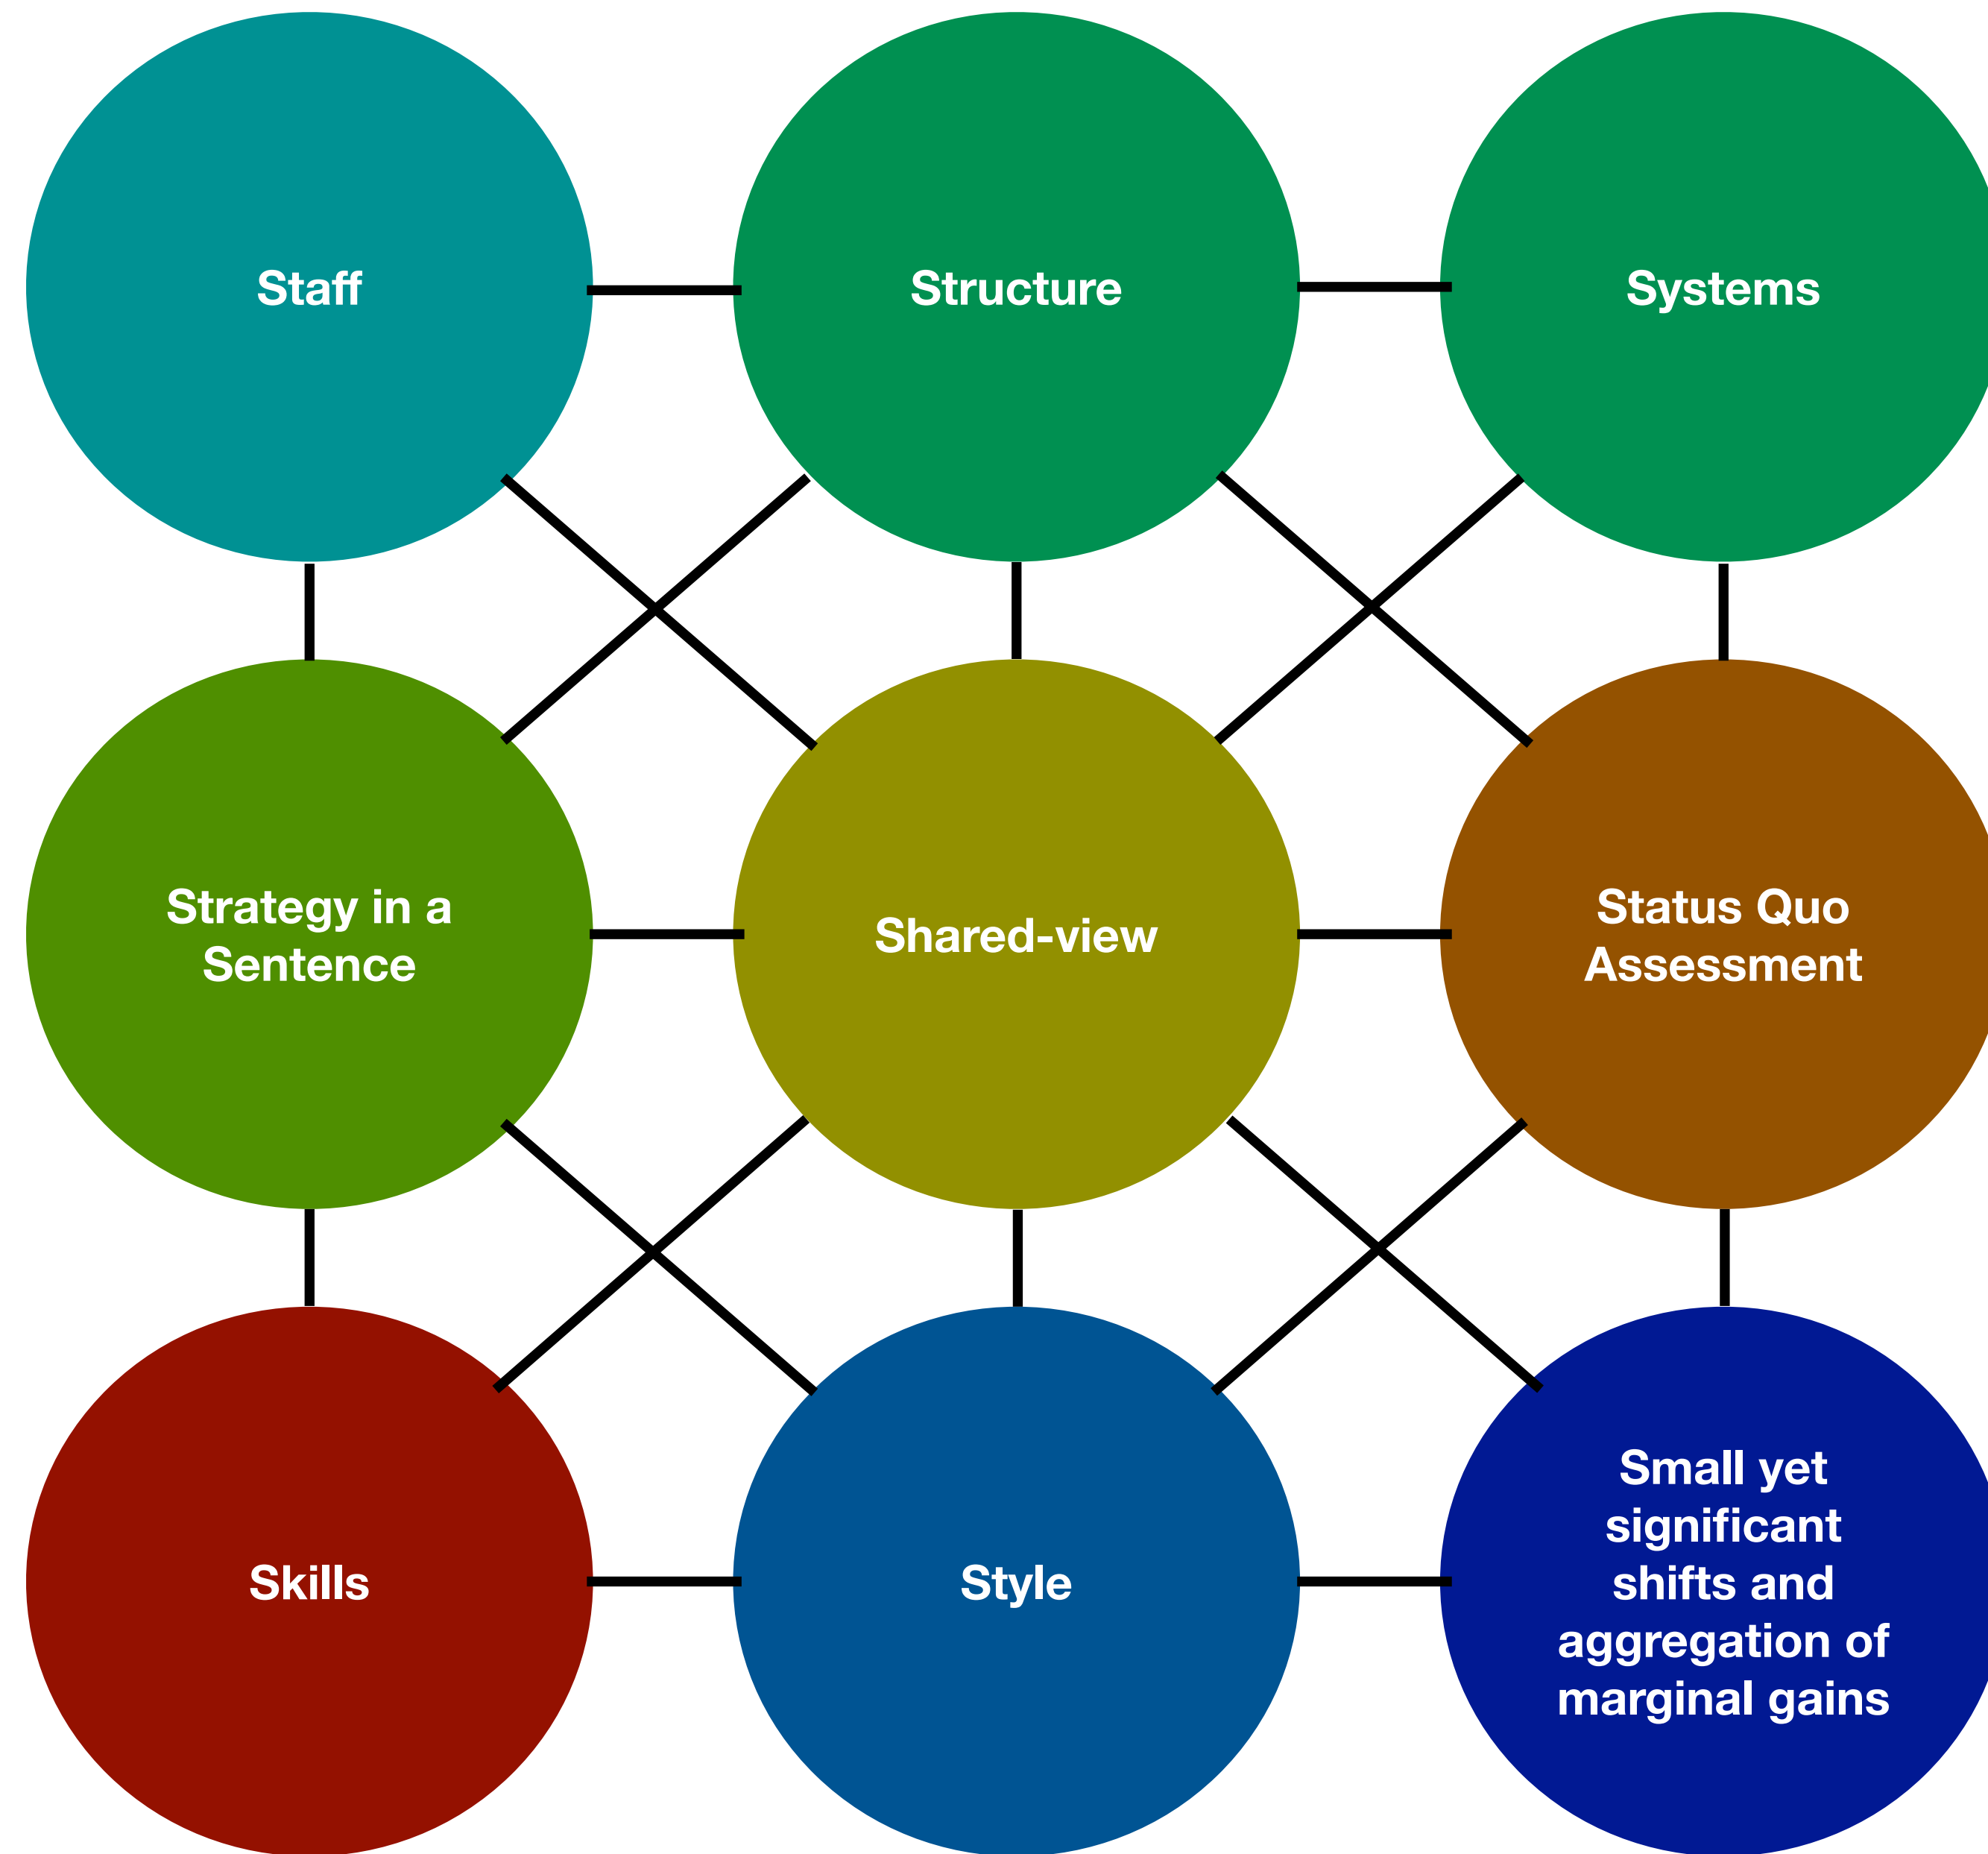 Staff
Structure
Systems
Strategy in a
Sentence
Shared-view
Status Quo
Assessment
Skills
Style
Small yet
significant
shifts and
aggregation of
marginal gains